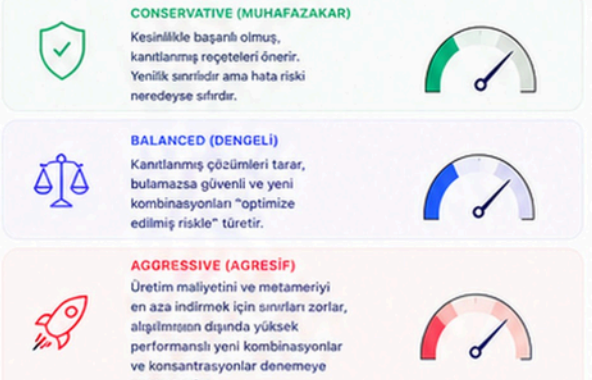 CONSERVATIVE (MUHAFAZAKAR)
Kesinlikle başarılı olmuş,
kanıtlanmış reçeteleri önerir.
Yenilik sınırlıdır ama hata riski
neredeyse sıfırdır.
BALANCED (DENGELİ)
Kanıtlanmış çözümleri tarar,
bulamazsa güvenli ve yeni
kombinasyonları "optimize
edilmiş riskle" türetir.
AGGRESSIVE (AGRESİF)
Üretim maliyetini ve metameriyi
en aza indirmek için sınırları zorlar,
alışılmışın dışında yüksek
performanslı yeni kombinasyonlar
ve konsantrasyonlar denemeye